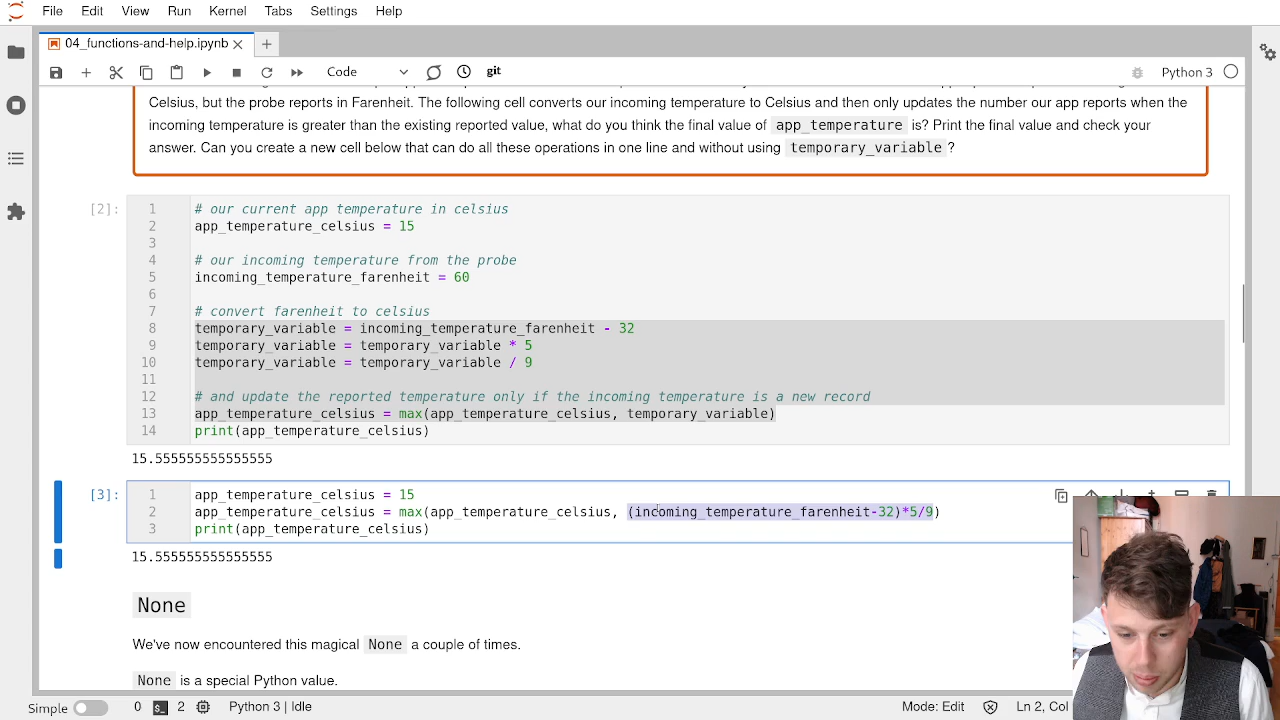 File Edit View Run Kernel Tabs Settings Help
04_functions-and-help.ipynb
Code git Python 3
Celsius, but the probe reports in Farenheit. The following cell converts our incoming temperature to Celsius and then only updates the number our app reports when the
incoming temperature is greater than the existing reported value, what do you think the final value of app_temperature is? Print the final value and check your
answer. Can you create a new cell below that can do all these operations in one line and without using temporary_variable ?
[2]:
1 # our current app temperature in celsius
2 app_temperature_celsius = 15
3
4 # our incoming temperature from the probe
5 incoming_temperature_farenheit = 60
6
7 # convert farenheit to celsius
8 temporary_variable = incoming_temperature_farenheit - 32
9 temporary_variable = temporary_variable * 5
10 temporary_variable = temporary_variable / 9
11
12 # and update the reported temperature only if the incoming temperature is a new record
13 app_temperature_celsius = max(app_temperature_celsius, temporary_variable)
14 print(app_temperature_celsius)
15.555555555555555
[3]:
1 app_temperature_celsius = 15
2 app_temperature_celsius = max(app_temperature_celsius, (incoming_temperature_farenheit-32)*5/9)
3 print(app_temperature_celsius)
15.555555555555555
None
We've now encountered this magical None a couple of times.
None is a special Python value.
Simple 0 2 Python 3 | Idle Mode: Edit Ln 2, Col